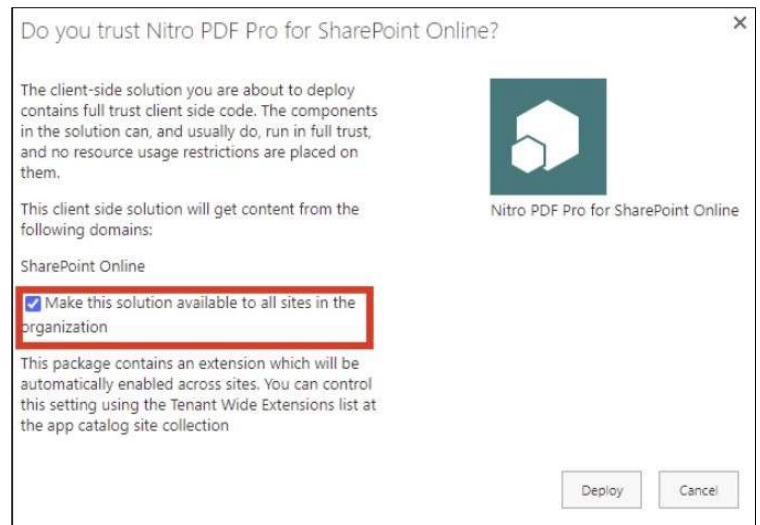 Do you trust Nitro PDF Pro for SharePoint Online?
The client-side solution you are about to deploy
contains full trust client side code. The components
in the solution can, and usually do, run in full trust,
and no resource usage restrictions are placed on
them.
This client side solution will get content from the
following domains:
SharePoint Online
Make this solution available to all sites in the
organization
This package contains an extension which will be
automatically enabled across sites. You can control
this setting using the Tenant Wide Extensions list at
the app catalog site collection
Nitro PDF Pro for SharePoint Online
Deploy
Cancel